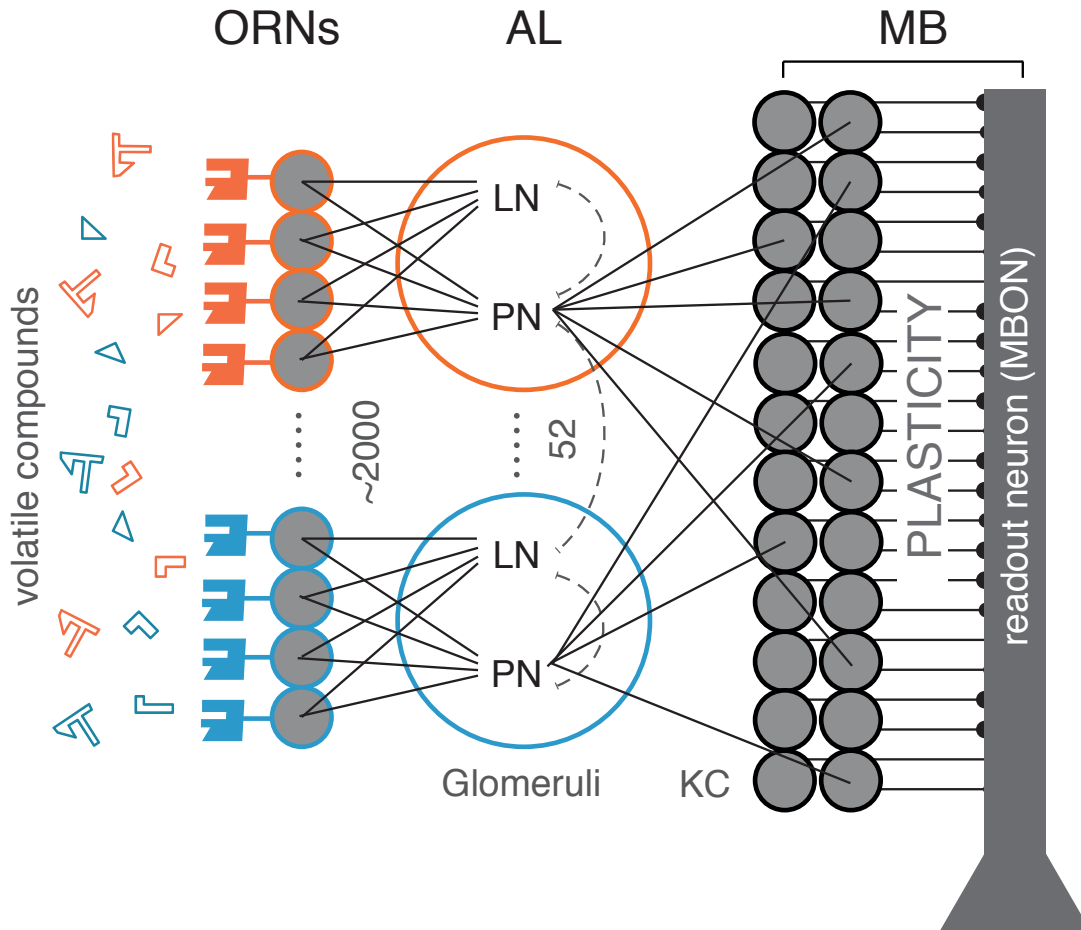 ORNs
AL
MB
volatile compounds
LN
PN
~2000
52
LN
PN
Glomeruli
KC
PLASTICITY
readout neuron (MBON)